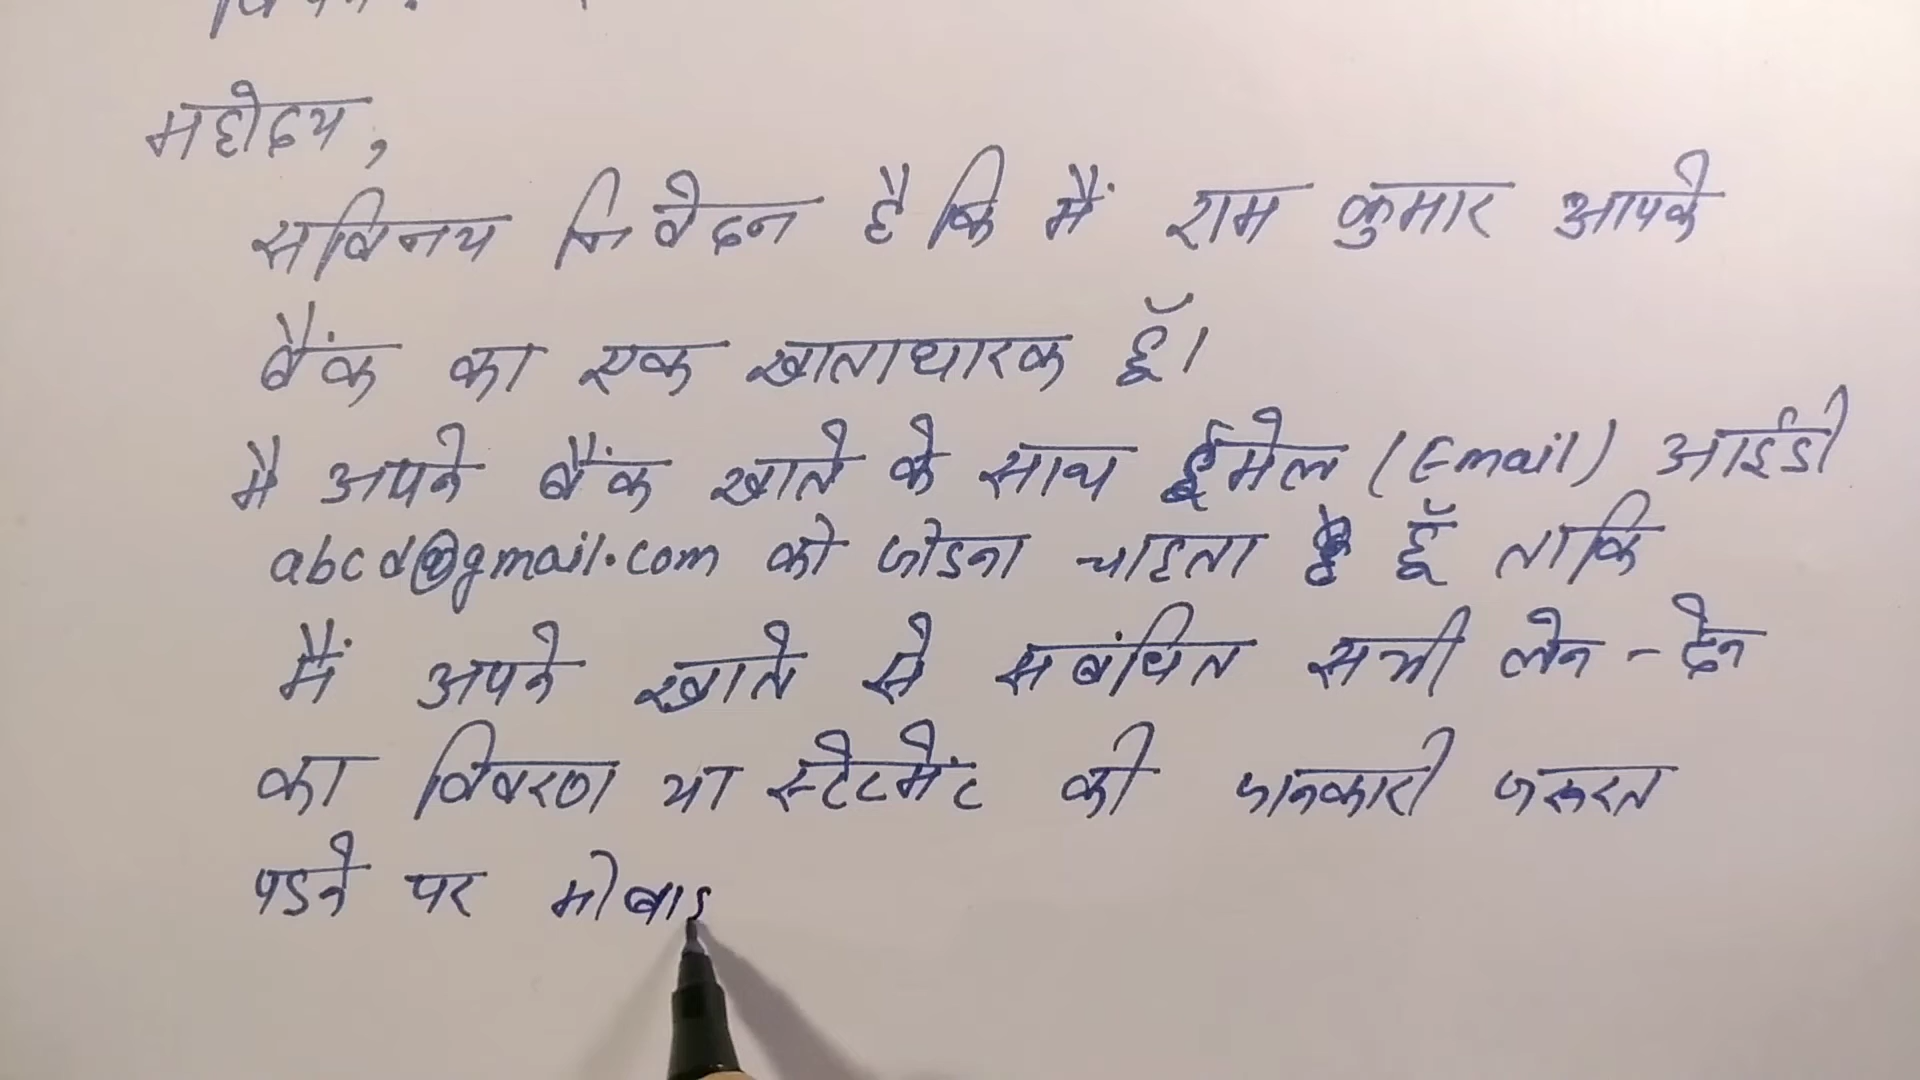 महोदय,
सविनय निवेदन है कि मैं राम कुमार आपके
बैंक का एक खाताधारक हूँ।
मै अपने बैंक खाते के साथ ईमेल (Email) आईडी
abcd@gmail.com को जोडना चाहता हूँ ताकि
मैं अपने खाते से सबंधित सभी लेन-देन
का विवरण या स्टेटमेंट की जानकारी जरूरत
पडने पर मोबाइ